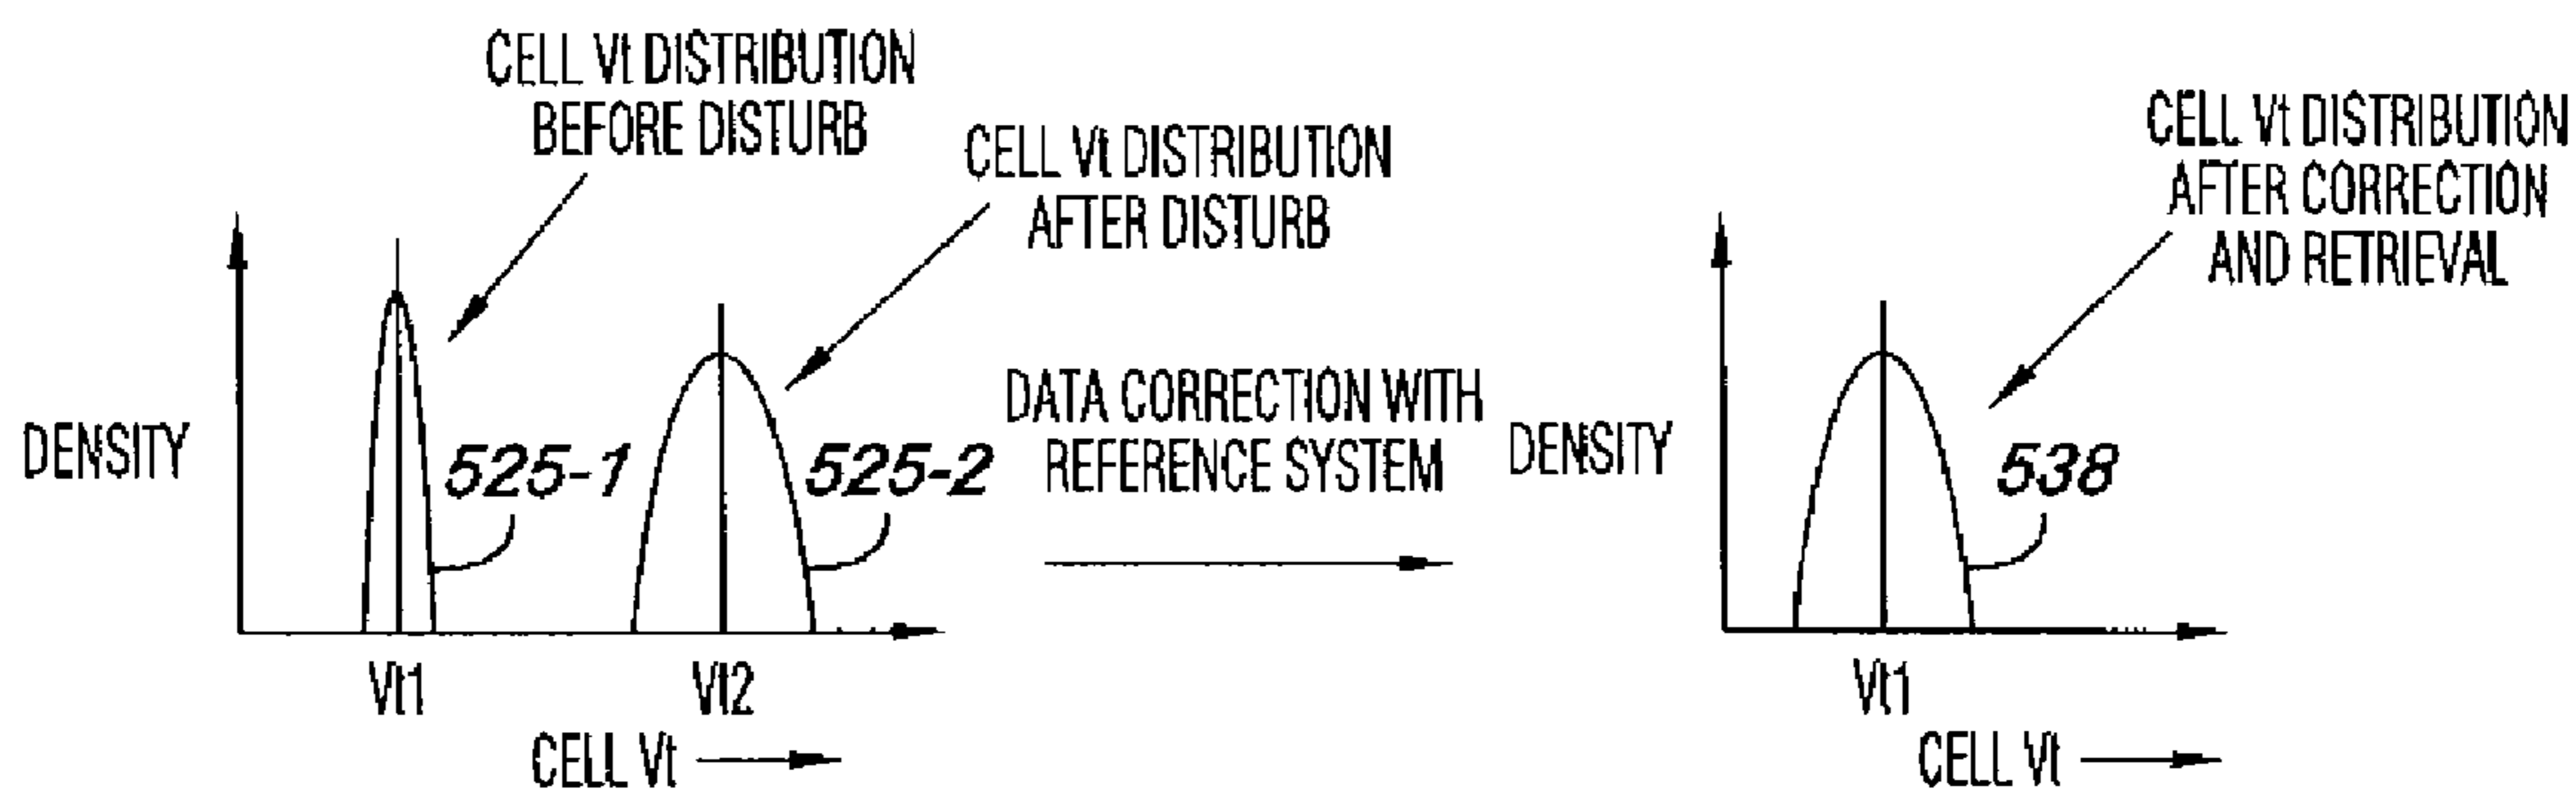 CELL Vt DISTRIBUTION
BEFORE DISTURB
CELL Vt DISTRIBUTION
AFTER DISTURB
CELL Vt DISTRIBUTION
AFTER CORRECTION
AND RETRIEVAL
DENSITY
525-1
525-2
DATA CORRECTION WITH
REFERENCE SYSTEM
DENSITY
538
Vt1
Vt2
CELL Vt
Vt1
CELL Vt